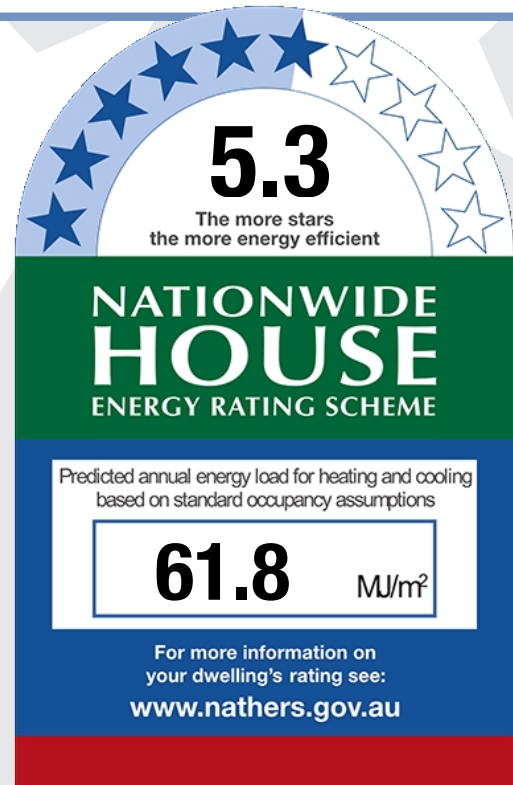 5.3
The more stars
the more energy efficient
NATIONWIDE
HOUSE
ENERGY RATING SCHEME
Predicted annual energy load for heating and cooling
based on standard occupancy assumptions
61.8 MJ/m²
For more information on
your dwelling's rating see:
www.nathers.gov.au